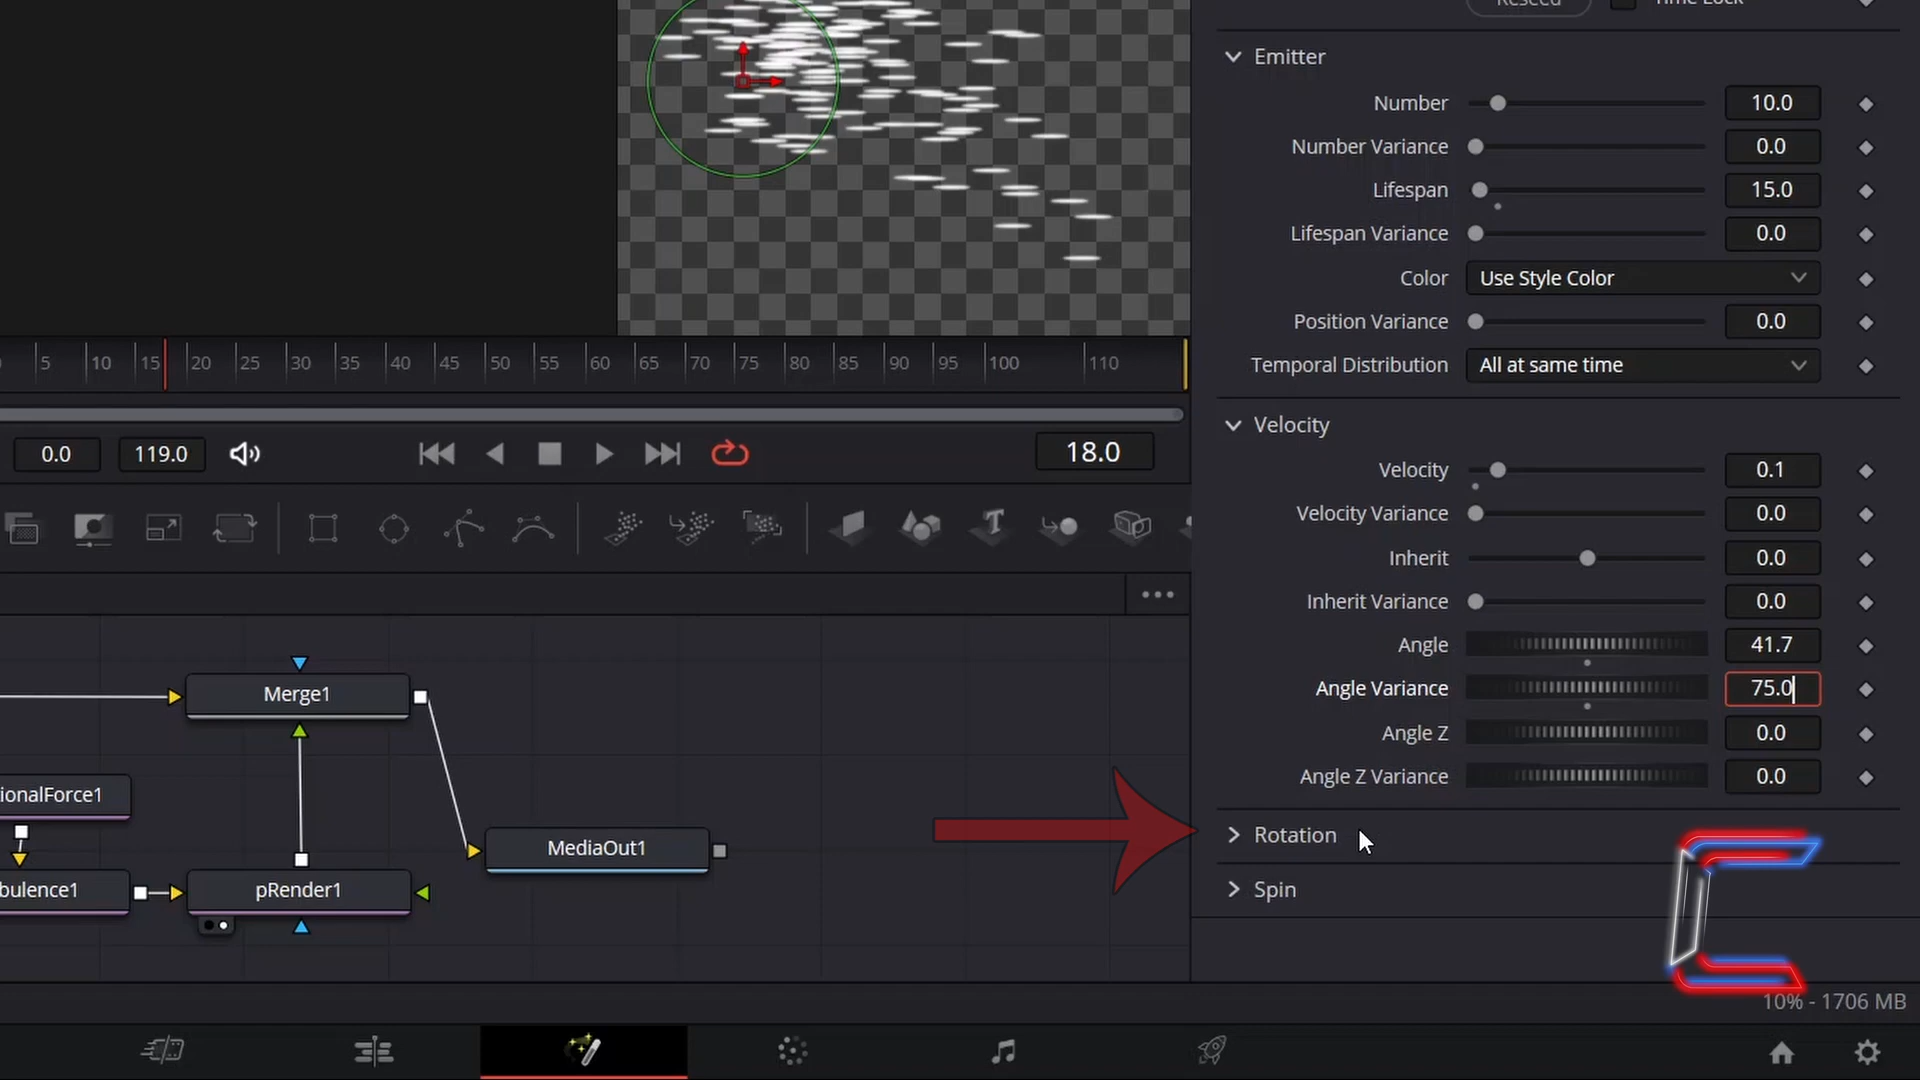 Reseed Time Lock
Emitter
Number 10.0
Number Variance 0.0
Lifespan 15.0
Lifespan Variance 0.0
Color Use Style Color
Position Variance 0.0
Temporal Distribution All at same time
5 10 15 20 25 30 35 40 45 50 55 60 65 70 75 80 85 90 95 100 110
0.0 119.0 18.0
Velocity
Velocity 0.1
Velocity Variance 0.0
Inherit 0.0
Inherit Variance 0.0
Angle 41.7
Angle Variance 75.0
Angle Z 0.0
Angle Z Variance 0.0
Rotation
Spin
Merge1
ionalForce1
MediaOut1
bulence1
pRender1
10% - 1706 MB